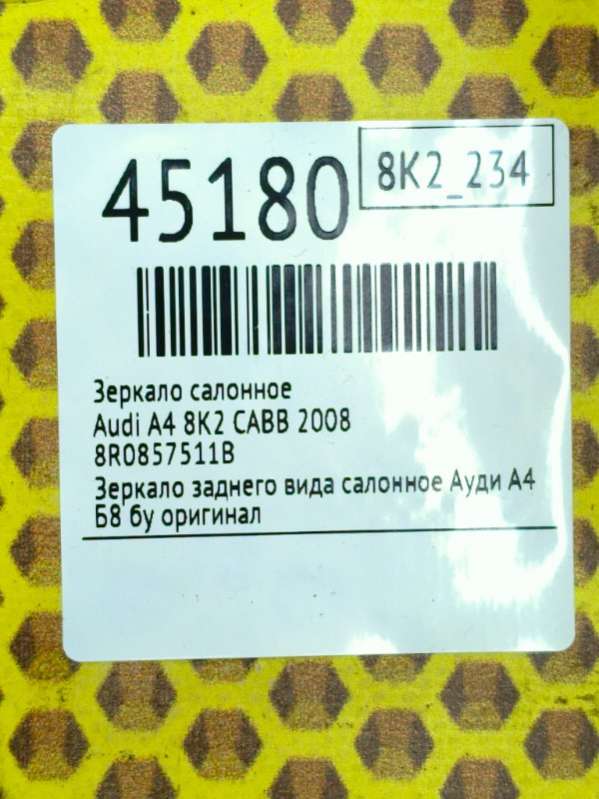 45180
8K2_234
Зеркало салонное
Audi A4 8K2 CABB 2008
8R0857511B
Зеркало заднего вида салонное Ауди А4
Б8 бу оригинал